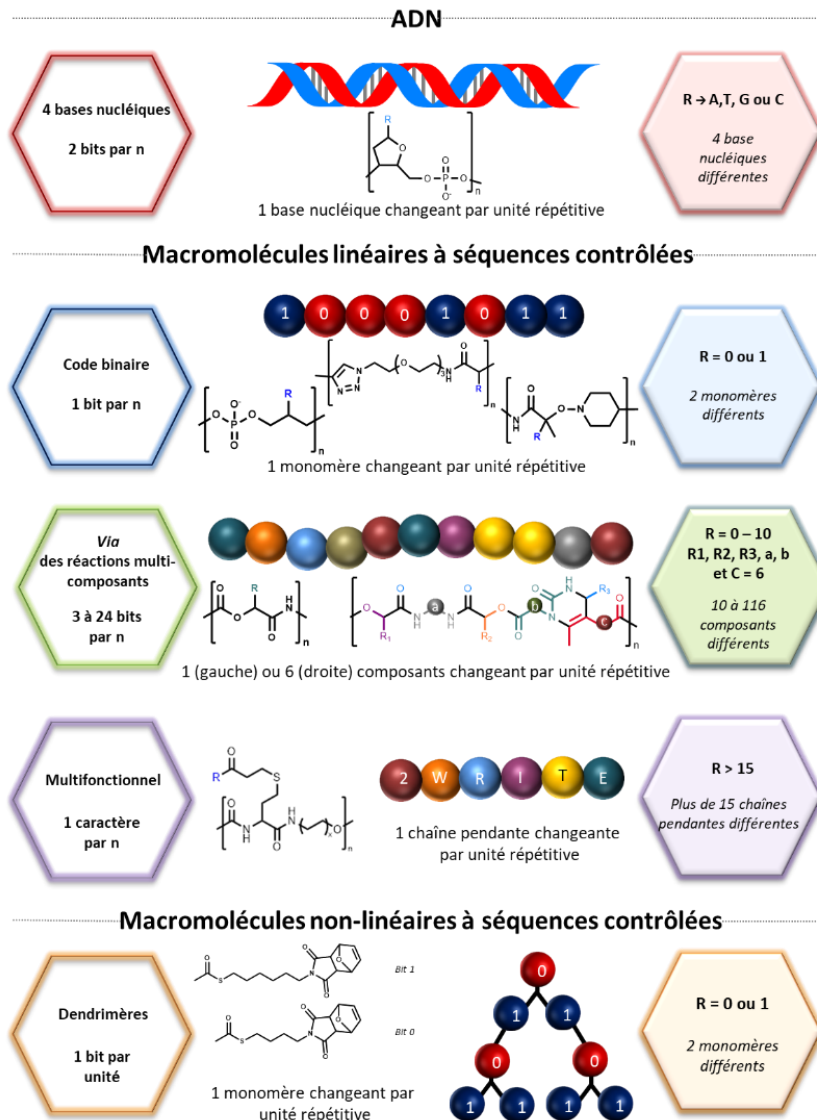 ADN
4 bases nucléiques
2 bits par n
R
O
O
O
P
O
O⁻
n
R → A,T, G ou C
4 base
nucléiques
différentes
1 base nucléique changeant par unité répétitive
Macromolécules linéaires à séquences contrôlées
Code binaire
1 bit par n
1 0 0 0 1 0 1 1
R = 0 ou 1
2 monomères
différents
O⁻
O
P
O
O
R
n
N
N
N
O
3
NH
O
R
n
NH
O
R
O
N
n
1 monomère changeant par unité répétitive
Via
des réactions multi-
composants
3 à 24 bits
par n
R = 0 – 10
R1, R2, R3, a, b
et C = 6
10 à 116
composants
différents
O
O
R
O
H
N
n
O
R₁
O
H
N
a
H
N
O
R₂
O
O
b
O
N
O
H
N
R₃
c
O
n
1 (gauche) ou 6 (droite) composants changeant par unité répétitive
Multifonctionnel
1 caractère
par n
O
R
S
O
N
H
O
H
N
x
O
n
2 W R I T E
1 chaîne pendante changeante
par unité répétitive
R > 15
Plus de 15 chaînes
pendantes différentes
Macromolécules non-linéaires à séquences contrôlées
Dendrimères
1 bit par
unité
O
S
N
O
O
O
Bit 1
O
S
N
O
O
O
Bit 0
1 monomère changeant par
unité répétitive
0
1 1
0 0
1 1 1 1
R = 0 ou 1
2 monomères
différents